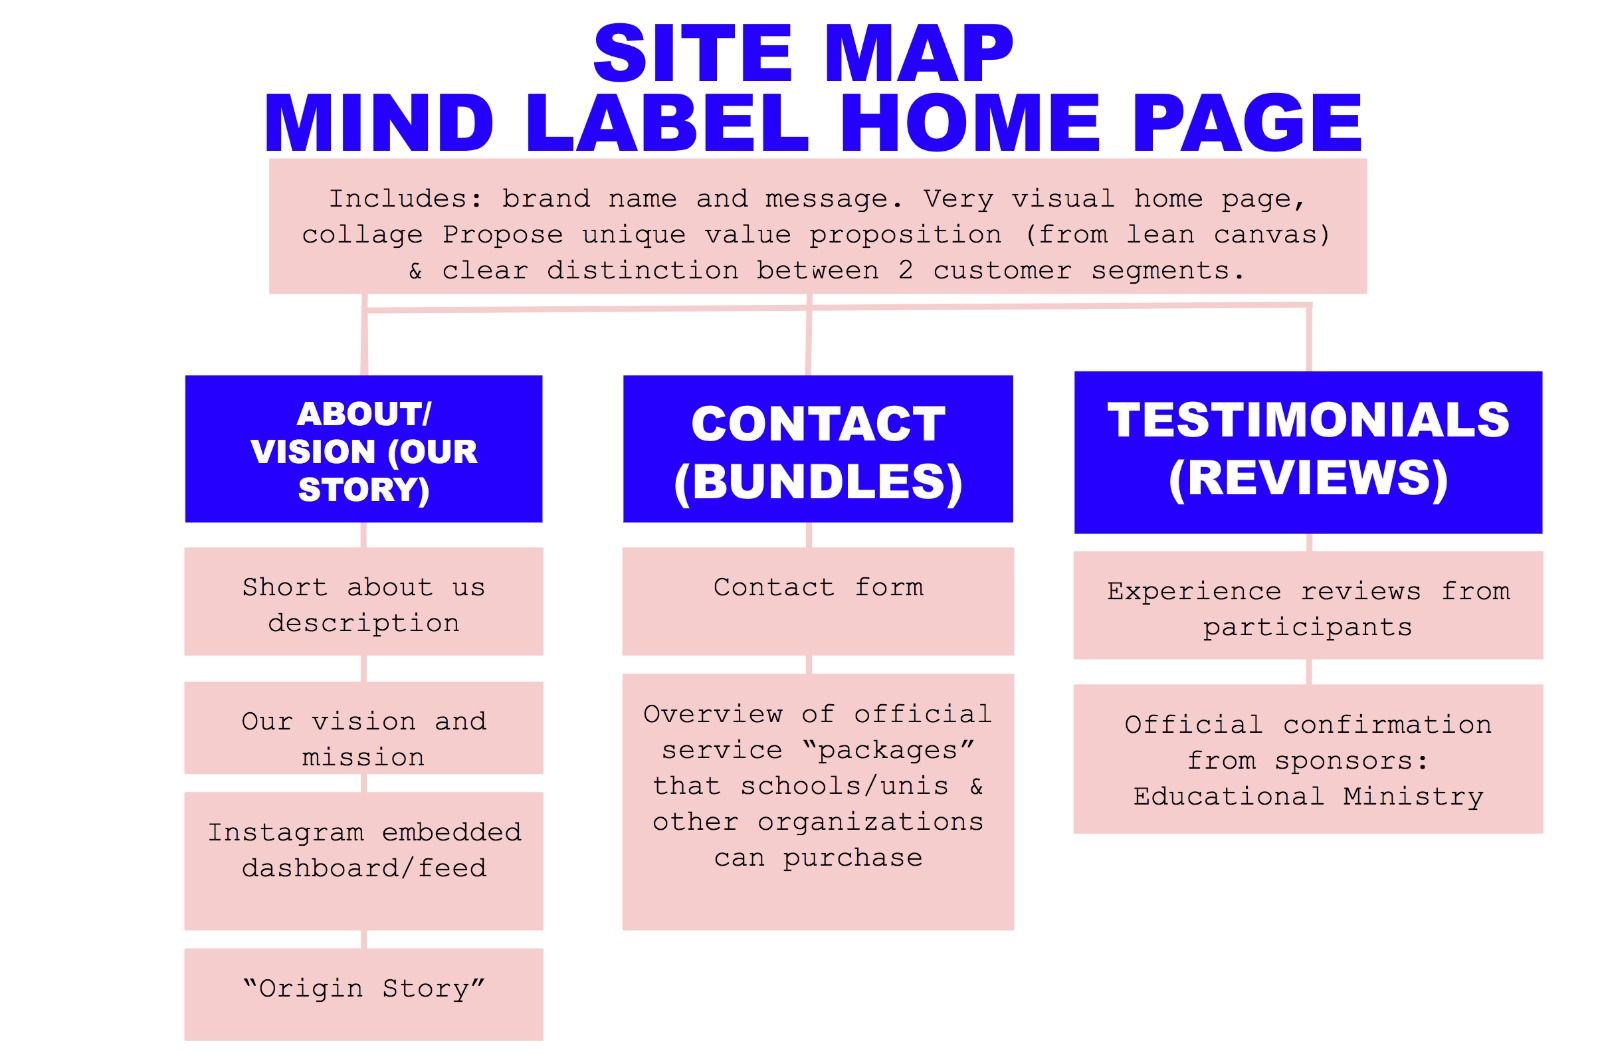 SITE MAP
MIND LABEL HOME PAGE
Includes: brand name and message. Very visual home page,
collage Propose unique value proposition (from lean canvas)
& clear distinction between 2 customer segments.
ABOUT/
VISION (OUR
STORY)
Short about us
description
Our vision and
mission
Instagram embedded
dashboard/feed
“Origin Story”
CONTACT
(BUNDLES)
Contact form
Overview of official
service “packages”
that schools/unis &
other organizations
can purchase
TESTIMONIALS
(REVIEWS)
Experience reviews from
participants
Official confirmation
from sponsors:
Educational Ministry